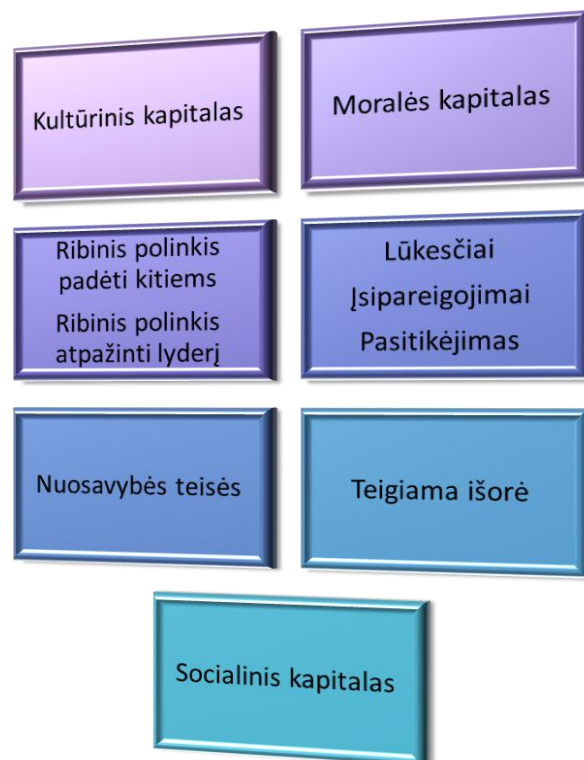 Kultūrinis kapitalas
Moralės kapitalas
Ribinis polinkis
padėti kitiems
Ribinis polinkis
atpažinti lyderį
Lūkesčiai
Įsipareigojimai
Pasitikėjimas
Nuosavybės teisės
Teigiama išorė
Socialinis kapitalas